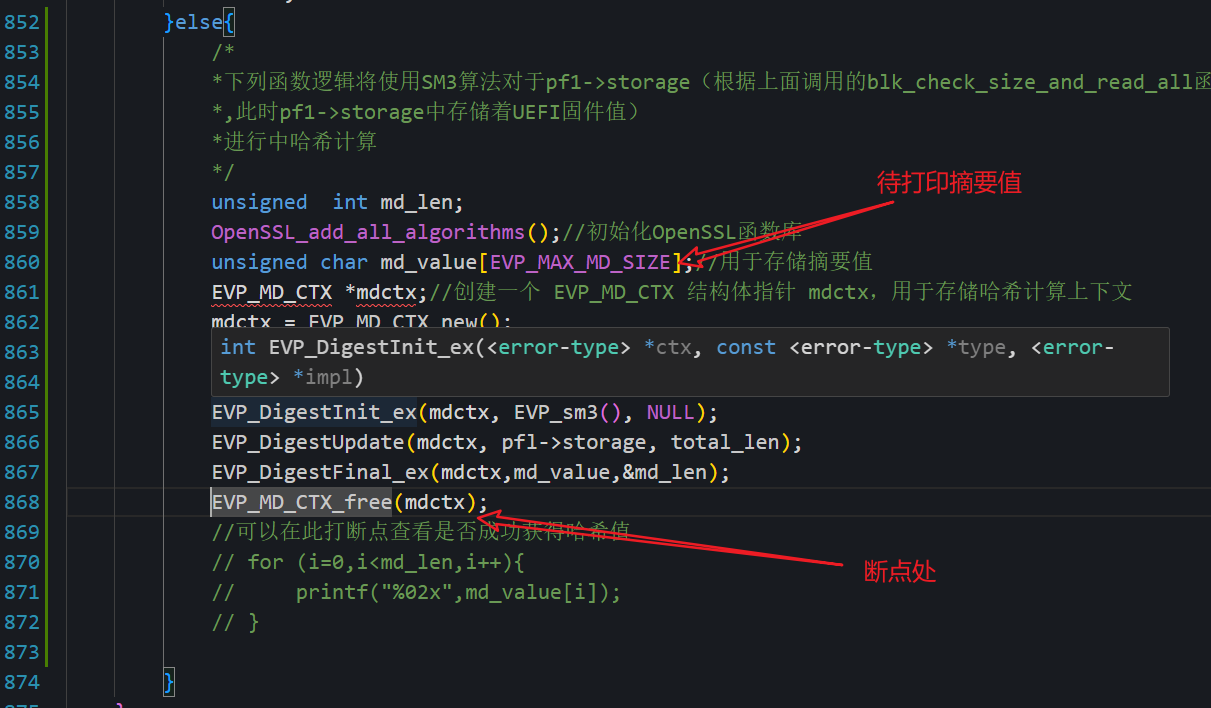 852 }else{
853 /*
854 *下列函数逻辑将使用SM3算法对于pf1->storage（根据上面调用的blk_check_size_and_read_all函
855 *,此时pf1->storage中存储着UEFI固件值）
856 *进行中哈希计算
857 */
待打印摘要值
858 unsigned  int md_len;
859 OpenSSL_add_all_algorithms();//初始化OpenSSL函数库
860 unsigned char md_value[EVP_MAX_MD_SIZE];//用于存储摘要值
861 EVP_MD_CTX *mdctx;//创建一个 EVP_MD_CTX 结构体指针 mdctx，用于存储哈希计算上下文
862 mdctx = EVP_MD_CTX_new();
863 int EVP_DigestInit_ex(<error-type> *ctx, const <error-type> *type, <error-
864 type> *impl)
865 EVP_DigestInit_ex(mdctx, EVP_sm3(), NULL);
866 EVP_DigestUpdate(mdctx, pfl->storage, total_len);
867 EVP_DigestFinal_ex(mdctx,md_value,&md_len);
868 EVP_MD_CTX_free(mdctx);
869 //可以在此打断点查看是否成功获得哈希值
870 // for (i=0,i<md_len,i++){
断点处
871 //     printf("%02x",md_value[i]);
872 // }
873
874 }